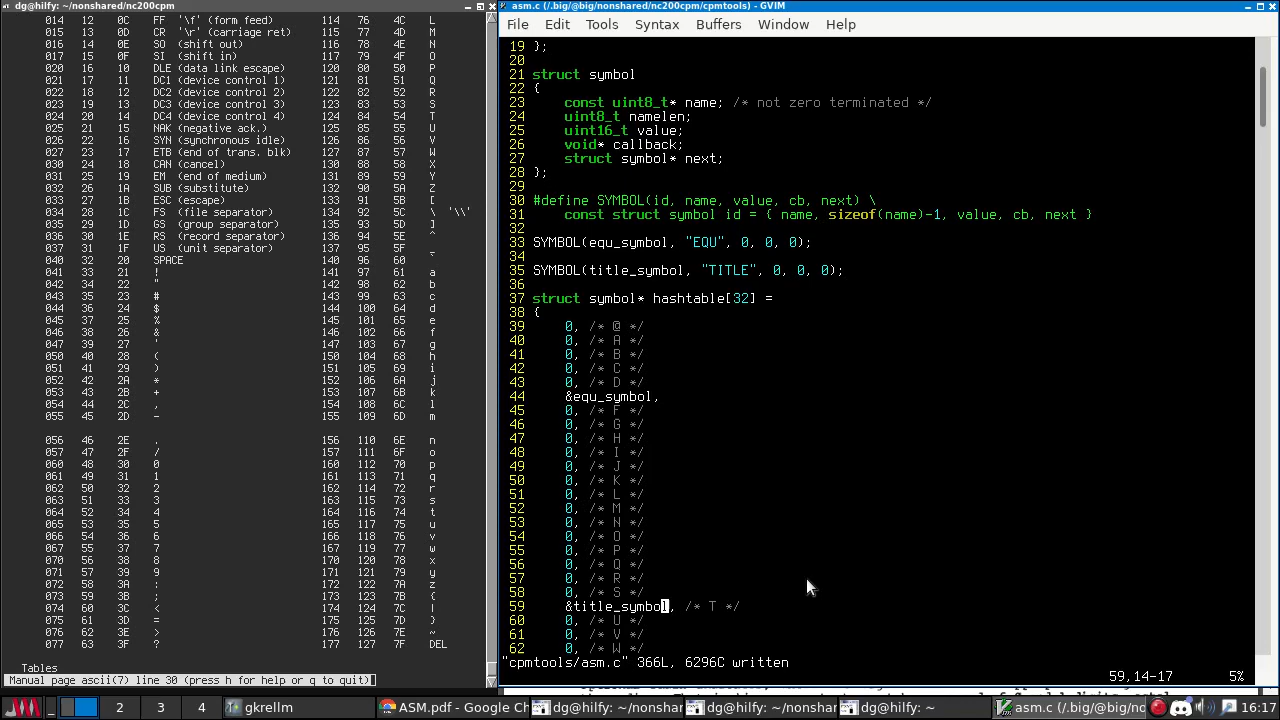 dg@hilfy: ~/nonshared/nc200cpm
014 12 0C FF '\f' (form feed) 114 76 4C L
015 13 0D CR '\r' (carriage ret) 115 77 4D M
016 14 0E SO (shift out) 116 78 4E N
017 15 0F SI (shift in) 117 79 4F O
020 16 10 DLE (data link escape) 120 80 50 P
021 17 11 DC1 (device control 1) 121 81 51 Q
022 18 12 DC2 (device control 2) 122 82 52 R
023 19 13 DC3 (device control 3) 123 83 53 S
024 20 14 DC4 (device control 4) 124 84 54 T
025 21 15 NAK (negative ack.) 125 85 55 U
026 22 16 SYN (synchronous idle) 126 86 56 V
027 23 17 ETB (end of trans. blk) 127 87 57 W
030 24 18 CAN (cancel) 130 88 58 X
031 25 19 EM (end of medium) 131 89 59 Y
032 26 1A SUB (substitute) 132 90 5A Z
033 27 1B ESC (escape) 133 91 5B [
034 28 1C FS (file separator) 134 92 5C \ '\\'
035 29 1D GS (group separator) 135 93 5D ]
036 30 1E RS (record separator) 136 94 5E ^
037 31 1F US (unit separator) 137 95 5F _
040 32 20 SPACE 140 96 60 `
041 33 21 ! 141 97 61 a
042 34 22 " 142 98 62 b
043 35 23 # 143 99 63 c
044 36 24 $ 144 100 64 d
045 37 25 % 145 101 65 e
046 38 26 & 146 102 66 f
047 39 27 ' 147 103 67 g
050 40 28 ( 150 104 68 h
051 41 29 ) 151 105 69 i
052 42 2A * 152 106 6A j
053 43 2B + 153 107 6B k
054 44 2C , 154 108 6C l
055 45 2D - 155 109 6D m
056 46 2E . 156 110 6E n
057 47 2F / 157 111 6F o
060 48 30 0 160 112 70 p
061 49 31 1 161 113 71 q
062 50 32 2 162 114 72 r
063 51 33 3 163 115 73 s
064 52 34 4 164 116 74 t
065 53 35 5 165 117 75 u
066 54 36 6 166 118 76 v
067 55 37 7 167 119 77 w
070 56 38 8 170 120 78 x
071 57 39 9 171 121 79 y
072 58 3A : 172 122 7A z
073 59 3B ; 173 123 7B {
074 60 3C < 174 124 7C |
075 61 3D = 175 125 7D }
076 62 3E > 176 126 7E ~
077 63 3F ? 177 127 7F DEL
Tables
Manual page ascii(7) line 38 (press h for help or q to quit)
asm.c (/.big/@big/nonshared/nc200cpm/cpmtools) - GVIM
File Edit Tools Syntax Buffers Window Help
19 };
20
21 struct symbol
22 {
23 const uint8_t* name; /* not zero terminated */
24 uint8_t namelen;
25 uint16_t value;
26 void* callback;
27 struct symbol* next;
28 };
29
30 #define SYMBOL(id, name, value, cb, next) \
31 const struct symbol id = { name, sizeof(name)-1, value, cb, next }
32
33 SYMBOL(equ_symbol, "EQU", 0, 0, 0);
34
35 SYMBOL(title_symbol, "TITLE", 0, 0, 0);
36
37 struct symbol* hashtable[32] =
38 {
39 0, /* @ */
40 0, /* A */
41 0, /* B */
42 0, /* C */
43 0, /* D */
44 &equ_symbol,
45 0, /* F */
46 0, /* G */
47 0, /* H */
48 0, /* I */
49 0, /* J */
50 0, /* K */
51 0, /* L */
52 0, /* M */
53 0, /* N */
54 0, /* O */
55 0, /* P */
56 0, /* Q */
57 0, /* R */
58 0, /* S */
59 &title_symbol, /* T */
60 0, /* U */
61 0, /* V */
62 0, /* W */
"cpmtools/asm.c" 366L, 6296C written
59,14-17 5%
2 3 4 gkrellm ASM.pdf - Google Ch dg@hilfy: ~/nonshar dg@hilfy: ~/nonshar dg@hilfy: ~ asm.c (/.big/@big/no 16:17